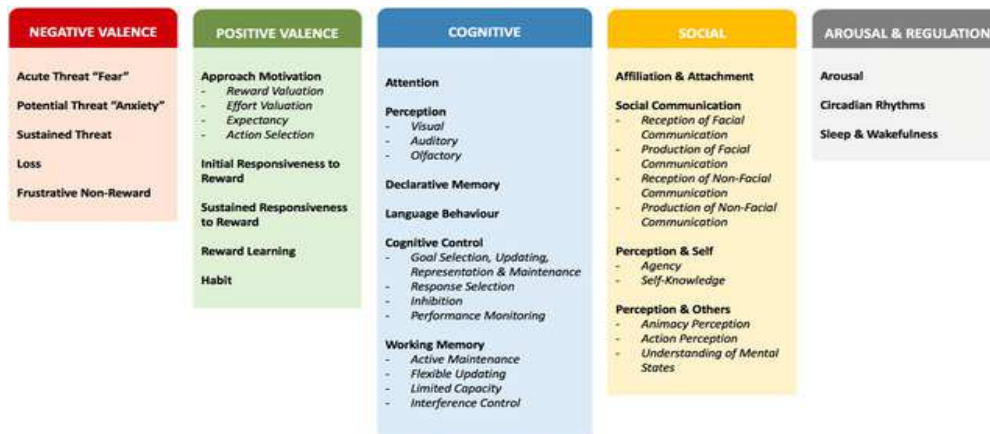 NEGATIVE VALENCE
Acute Threat “Fear”
Potential Threat “Anxiety”
Sustained Threat
Loss
Frustrative Non-Reward
POSITIVE VALENCE
Approach Motivation
- Reward Valuation
- Effort Valuation
- Expectancy
- Action Selection
Initial Responsiveness to
Reward
Sustained Responsiveness
to Reward
Reward Learning
Habit
COGNITIVE
Attention
Perception
- Visual
- Auditory
- Olfactory
Declarative Memory
Language Behaviour
Cognitive Control
- Goal Selection, Updating,
Representation & Maintenance
- Response Selection
- Inhibition
- Performance Monitoring
Working Memory
- Active Maintenance
- Flexible Updating
- Limited Capacity
- Interference Control
SOCIAL
Affiliation & Attachment
Social Communication
- Reception of Facial
Communication
- Production of Facial
Communication
- Reception of Non-Facial
Communication
- Production of Non-Facial
Communication
Perception & Self
- Agency
- Self-Knowledge
Perception & Others
- Animacy Perception
- Action Perception
- Understanding of Mental
States
AROUSAL & REGULATION
Arousal
Circadian Rhythms
Sleep & Wakefulness